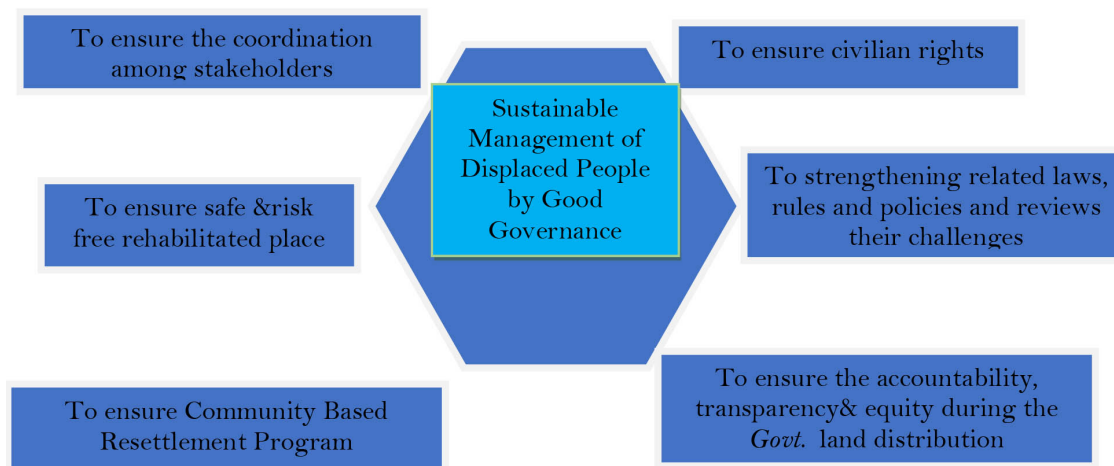 To ensure the coordination
among stakeholders
To ensure civilian rights
Sustainable
Management of
Displaced People
by Good
Governance
To ensure safe &risk
free rehabilitated place
To strengthening related laws,
rules and policies and reviews
their challenges
To ensure Community Based
Resettlement Program
To ensure the accountability,
transparency& equity during the
Govt. land distribution